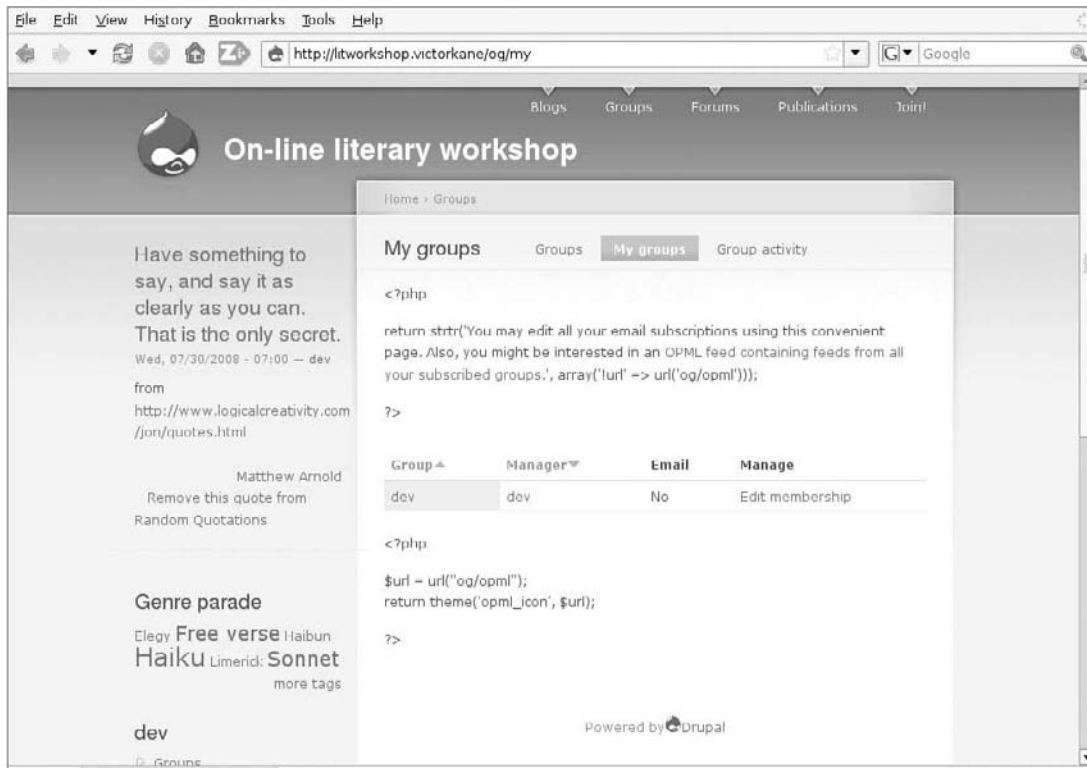 File Edit View History Bookmarks Tools Help
http://litworkshop.victorkane/og/my
Google
Blogs Groups Forums Publications Join!
On-line literary workshop
Home › Groups
Have something to
say, and say it as
clearly as you can.
That is the only secret.
Wed, 07/30/2008 - 07:00 — dev
from
http://www.logicalcreativity.com
/jon/quotes.html
Matthew Arnold
Remove this quote from
Random Quotations
Genre parade
Elegy Free verse Haibun
Haiku Limerick Sonnet
more tags
dev
Groups
My groups Groups My groups Group activity
<?php
return strtr('You may edit all your email subscriptions using this convenient
page. Also, you might be interested in an OPML feed containing feeds from all
your subscribed groups.', array('!url' => url('og/opml')));
?>
Group Manager Email Manage
dev dev No Edit membership
<?php
$url = url("og/opml");
return theme('opml_icon', $url);
?>
Powered by Drupal